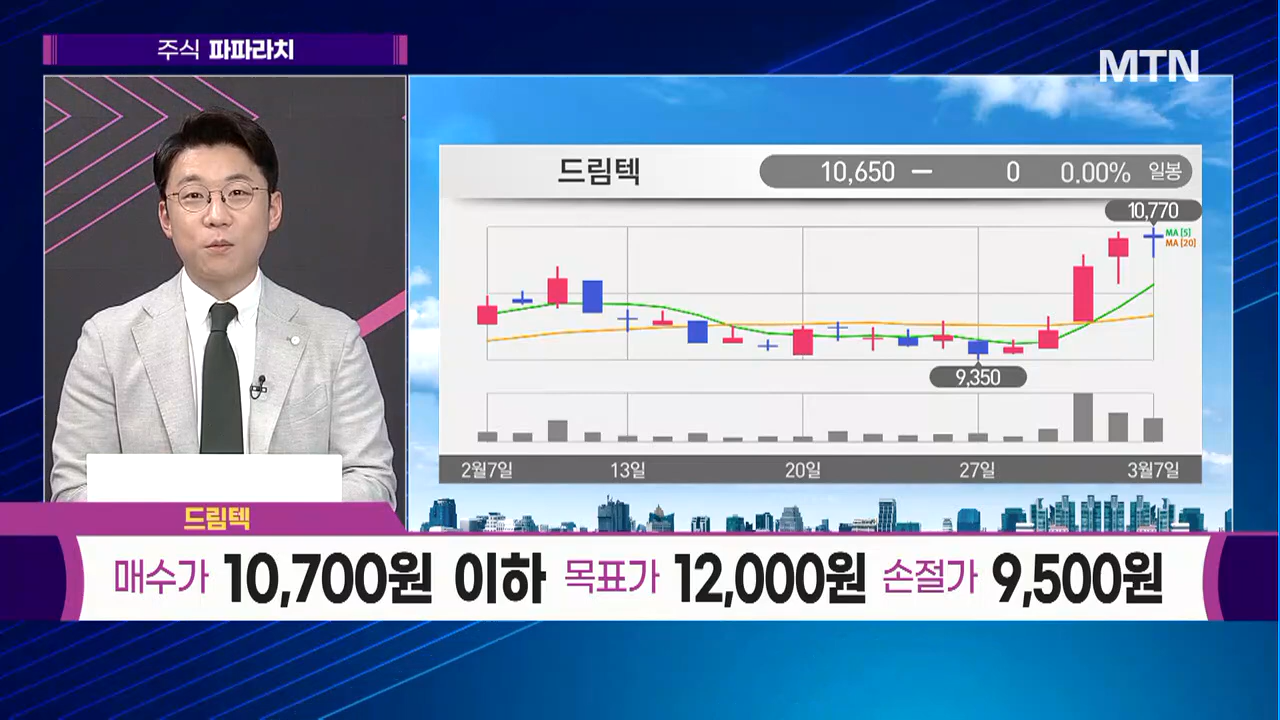 주식 파파라치
MTN
드림텍 10,650 ━ 0 0.00% 일봉
10,770
MA [5]
MA [20]
9,350
2월7일 13일 20일 27일 3월7일
드림텍
매수가 10,700원 이하 목표가 12,000원 손절가 9,500원